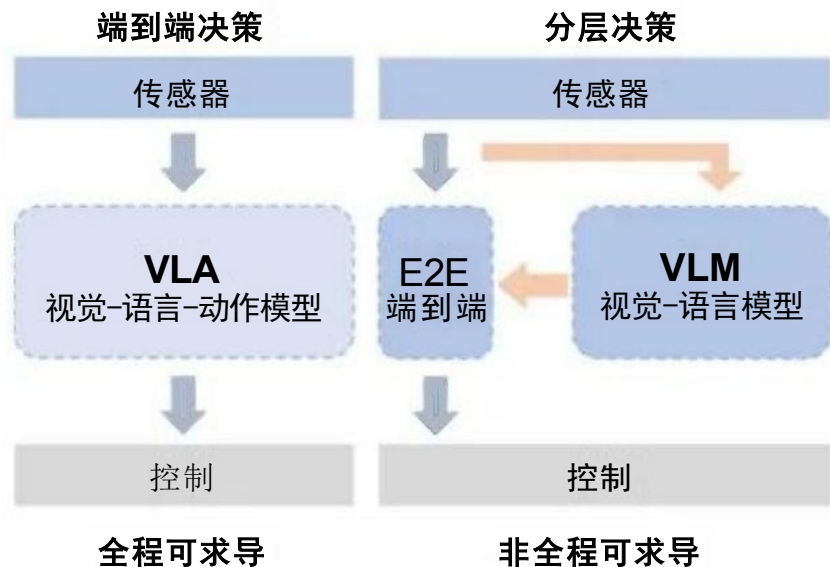 端到端决策
传感器
VLA
视觉-语言-动作模型
控制
全程可求导
分层决策
传感器
E2E
端到端
VLM
视觉-语言模型
控制
非全程可求导